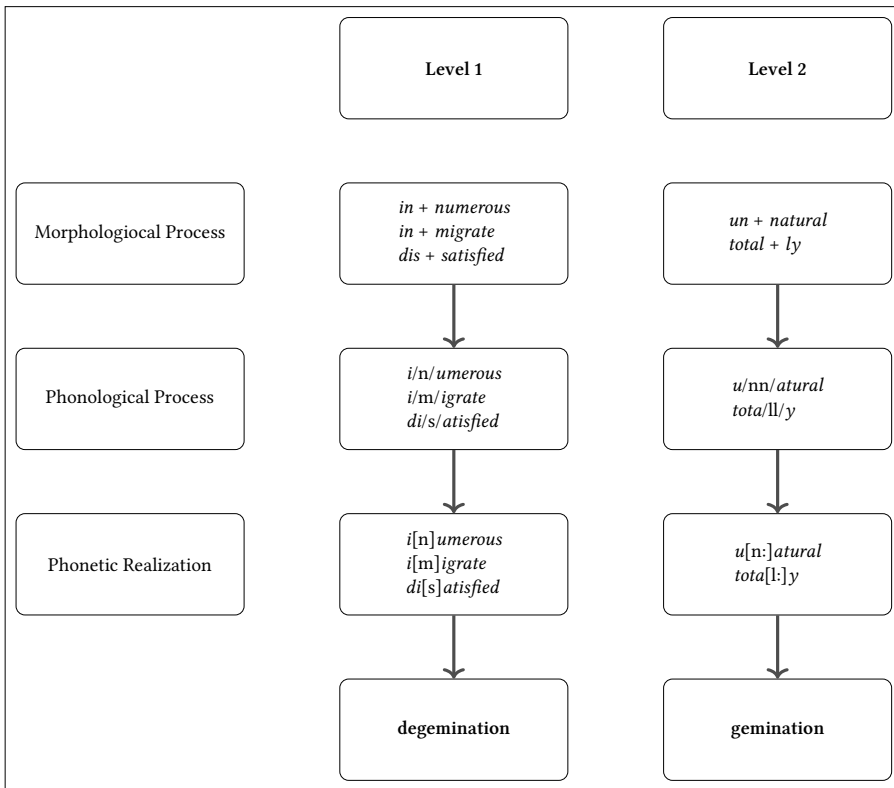 Level 1
Level 2
Morphologiocal Process
in + numerous
in + migrate
dis + satisfied
un + natural
total + ly
Phonological Process
i/n/umerous
i/m/igrate
di/s/atisfied
u/nn/atural
tota/ll/y
Phonetic Realization
i[n]umerous
i[m]igrate
di[s]atisfied
u[n:]atural
tota[l:]y
degemination
gemination